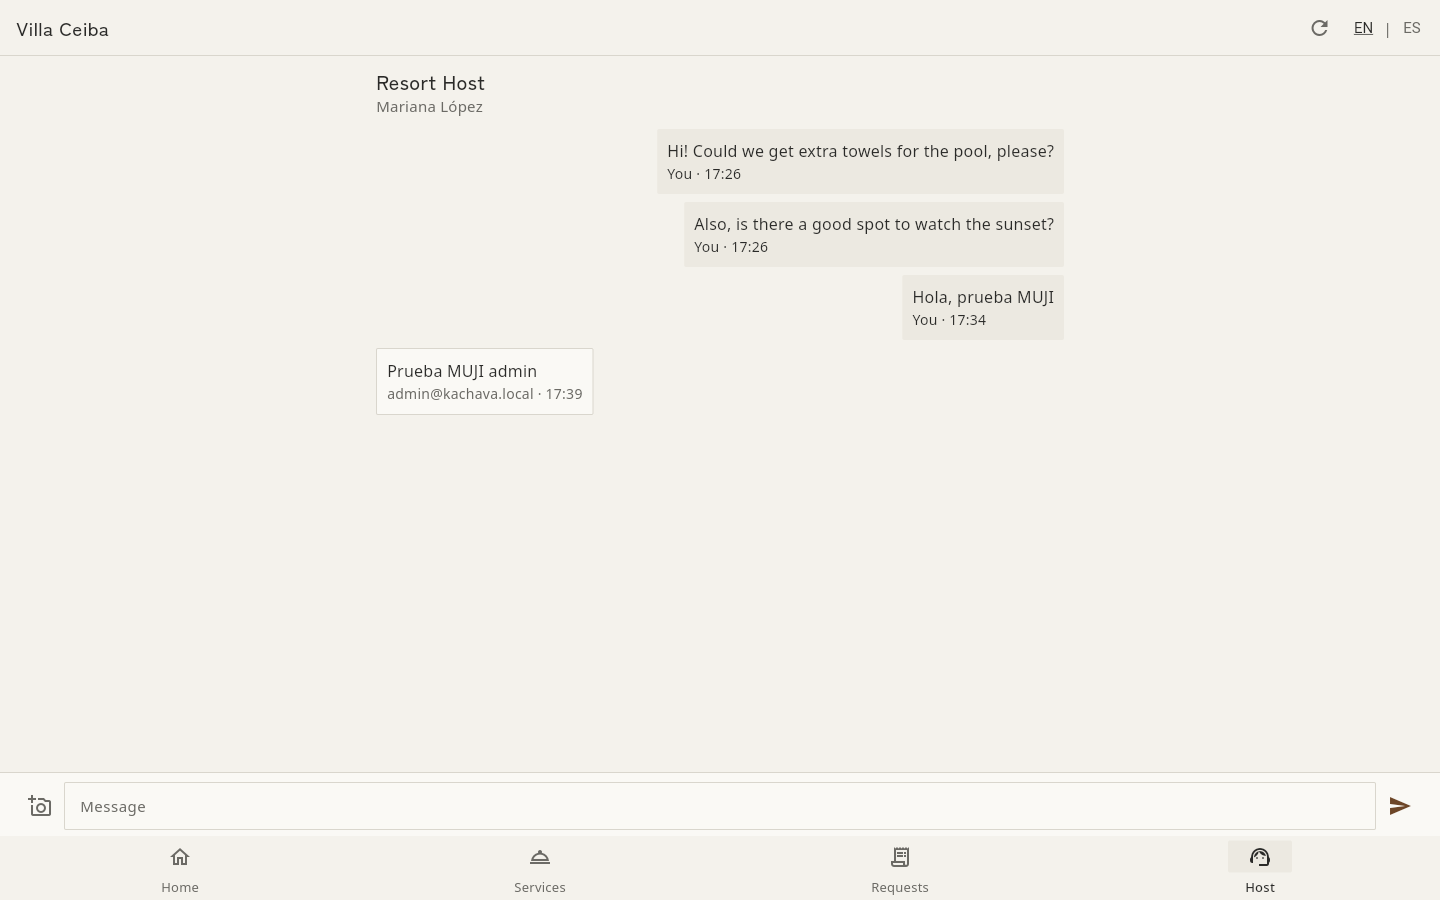 Villa Ceiba
EN | ES
Resort Host
Mariana López
Hi! Could we get extra towels for the pool, please?
You · 17:26
Also, is there a good spot to watch the sunset?
You · 17:26
Hola, prueba MUJI
You · 17:34
Prueba MUJI admin
admin@kachava.local · 17:39
Message
Home
Services
Requests
Host